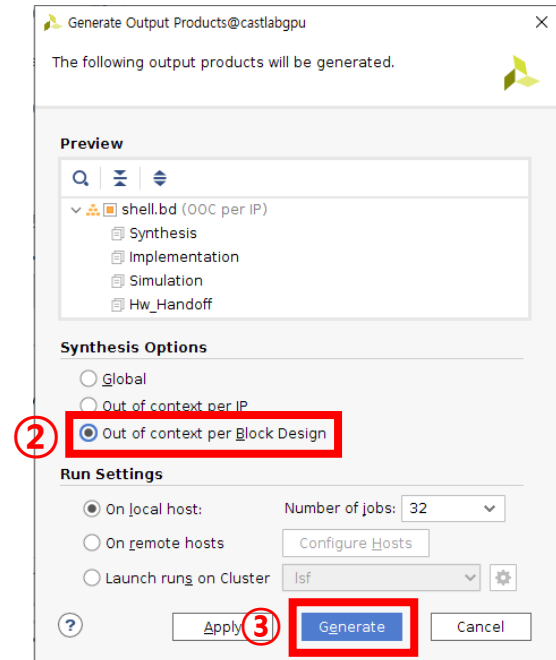 Generate Output Products@castlabgpu
The following output products will be generated.
Preview
shell.bd (OOC per IP)
Synthesis
Implementation
Simulation
Hw_Handoff
Synthesis Options
Global
Out of context per IP
② Out of context per Block Design
Run Settings
On local host: Number of jobs: 32
On remote hosts Configure Hosts
Launch runs on Cluster lsf
? Apply ③ Generate Cancel